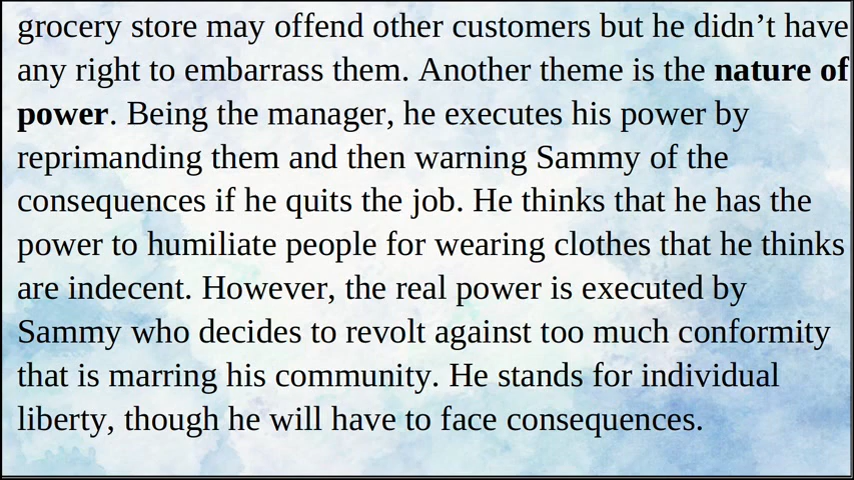 grocery store may offend other customers but he didn’t have
any right to embarrass them. Another theme is the nature of
power. Being the manager, he executes his power by
reprimanding them and then warning Sammy of the
consequences if he quits the job. He thinks that he has the
power to humiliate people for wearing clothes that he thinks
are indecent. However, the real power is executed by
Sammy who decides to revolt against too much conformity
that is marring his community. He stands for individual
liberty, though he will have to face consequences.